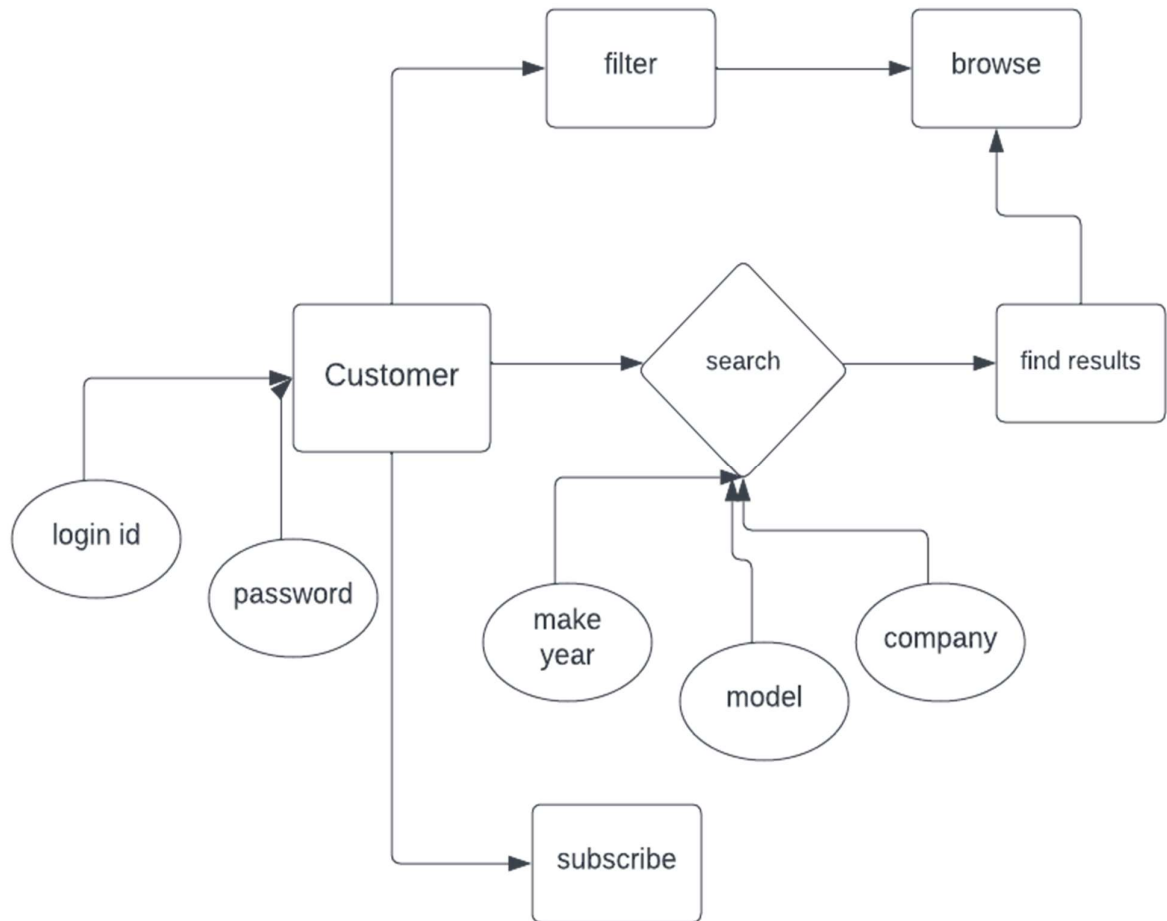 filter
browse
Customer
search
find results
login id
password
make
year
model
company
subscribe